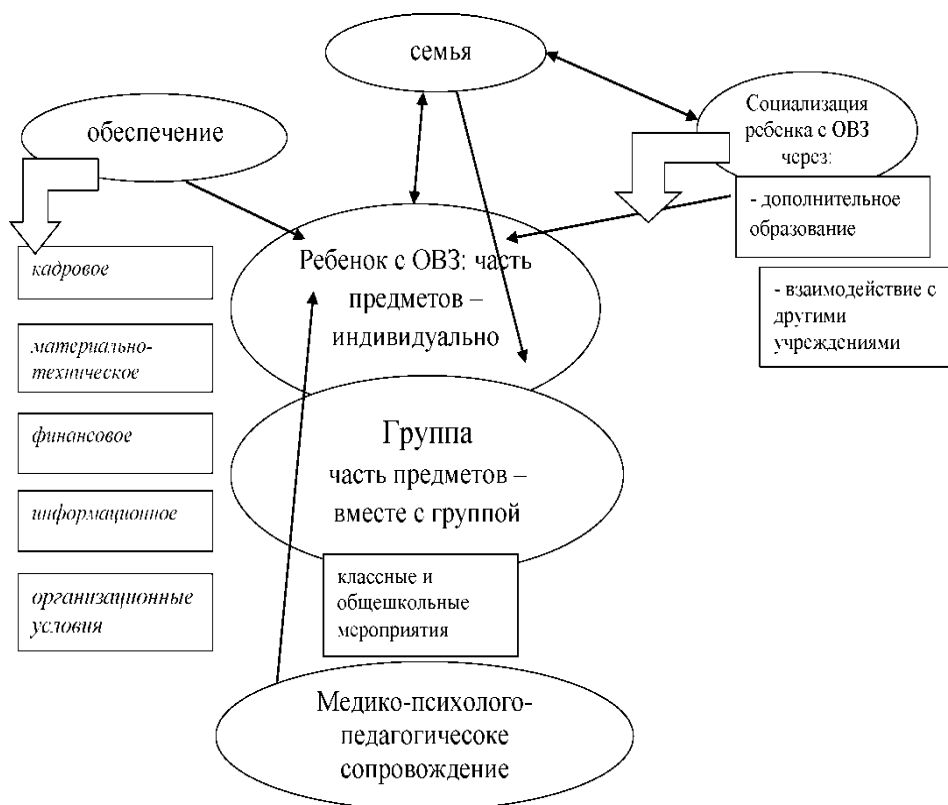 семья
обеспечение
Социализация
ребенка с ОВЗ
через:
- дополнительное
образование
- взаимодействие с
другими
учреждениями
Ребенок с ОВЗ: часть
предметов –
индивидуально
кадровое
материально-
техническое
финансовое
информационное
организационные
условия
Группа
часть предметов –
вместе с группой
классные и
общешкольные
мероприятия
Медико-психолого-
педагогичесоке
сопровождение